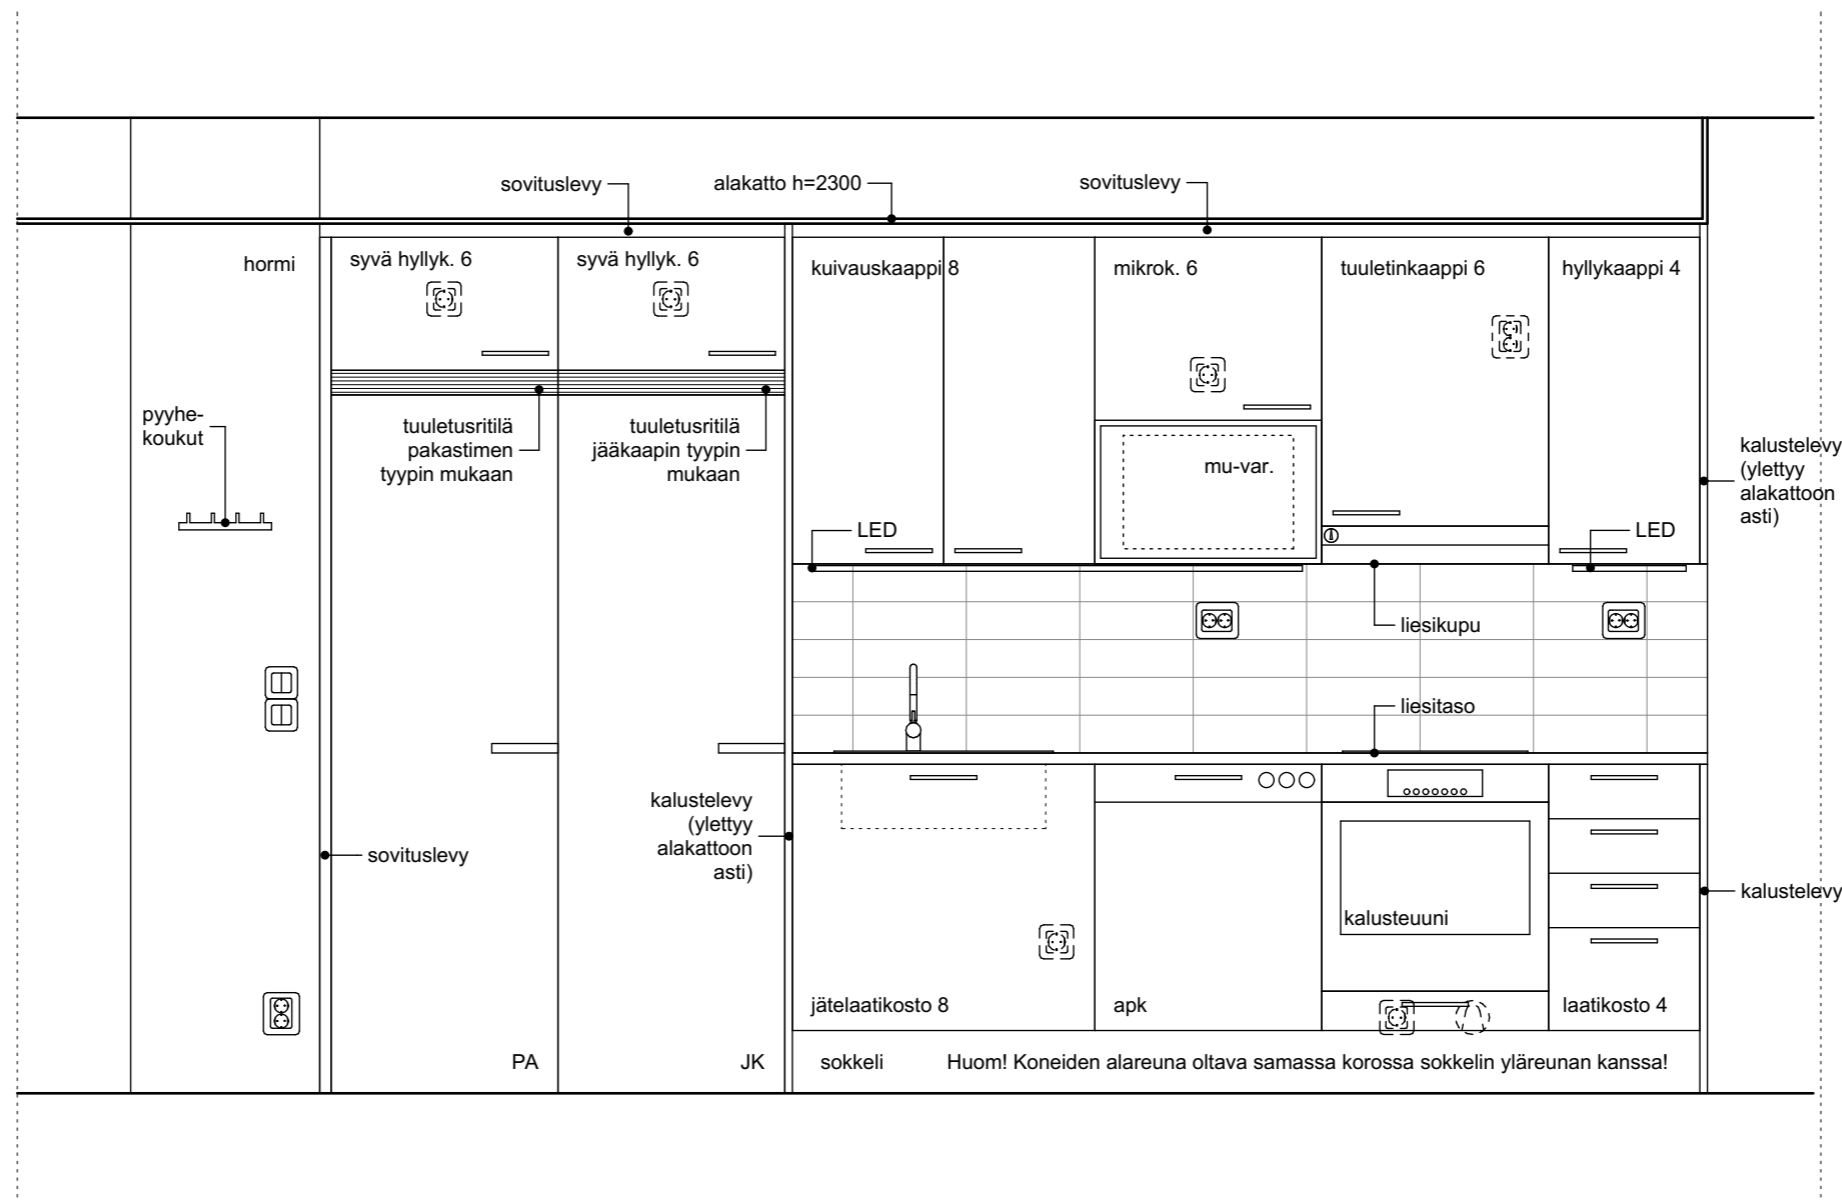 sovituslevy
alakatto h=2300
sovituslevy
hormi
syvä hyllyk. 6
syvä hyllyk. 6
kuivauskaappi 8
mikrok. 6
tuuletinkaappi 6
hyllykaappi 4
pyyhe-
koukut
tuuletusritilä
pakastimen
tyypin mukaan
tuuletusritilä
jääkaapin tyypin
mukaan
mu-var.
kalustelevy
(ylettyy
alakattoon
asti)
LED
LED
liesikupu
liesitaso
kalustelevy
(ylettyy
alakattoon
asti)
sovituslevy
kalustelevy
kalusteuuni
jätelaatikosto 8
apk
laatikosto 4
PA
JK
sokkeli
Huom! Koneiden alareuna oltava samassa korossa sokkelin yläreunan kanssa!